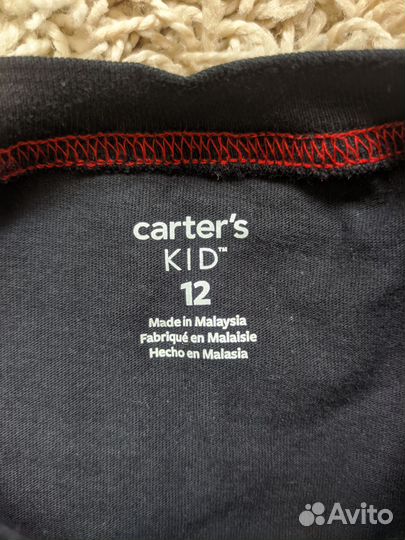 carter's
KID™
12
Made in Malaysia
Fabriqué en Malaisie
Hecho en Malasia
Avito